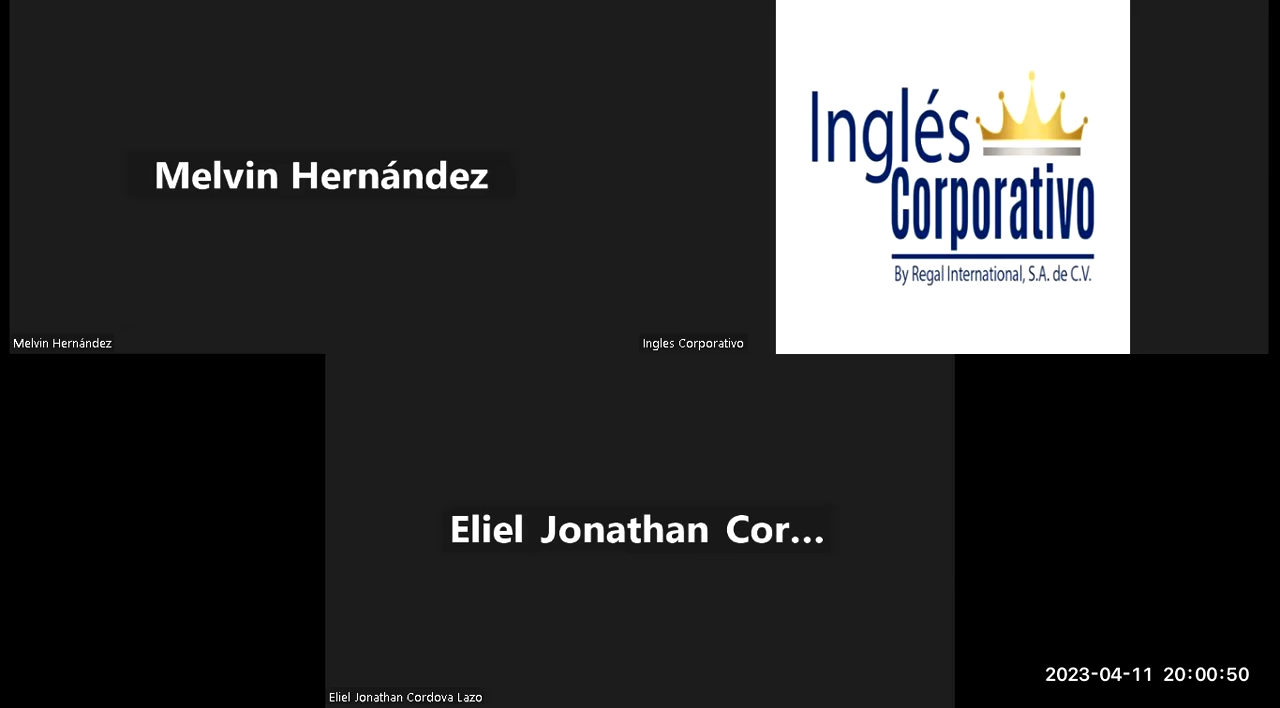 Melvin Hernández
Melvin Hernández
Inglés
Corporativo
By Regal International, S.A. de C.V.
Ingles Corporativo
Eliel Jonathan Cor...
Eliel Jonathan Cordova Lazo
2023-04-11 20:00:50